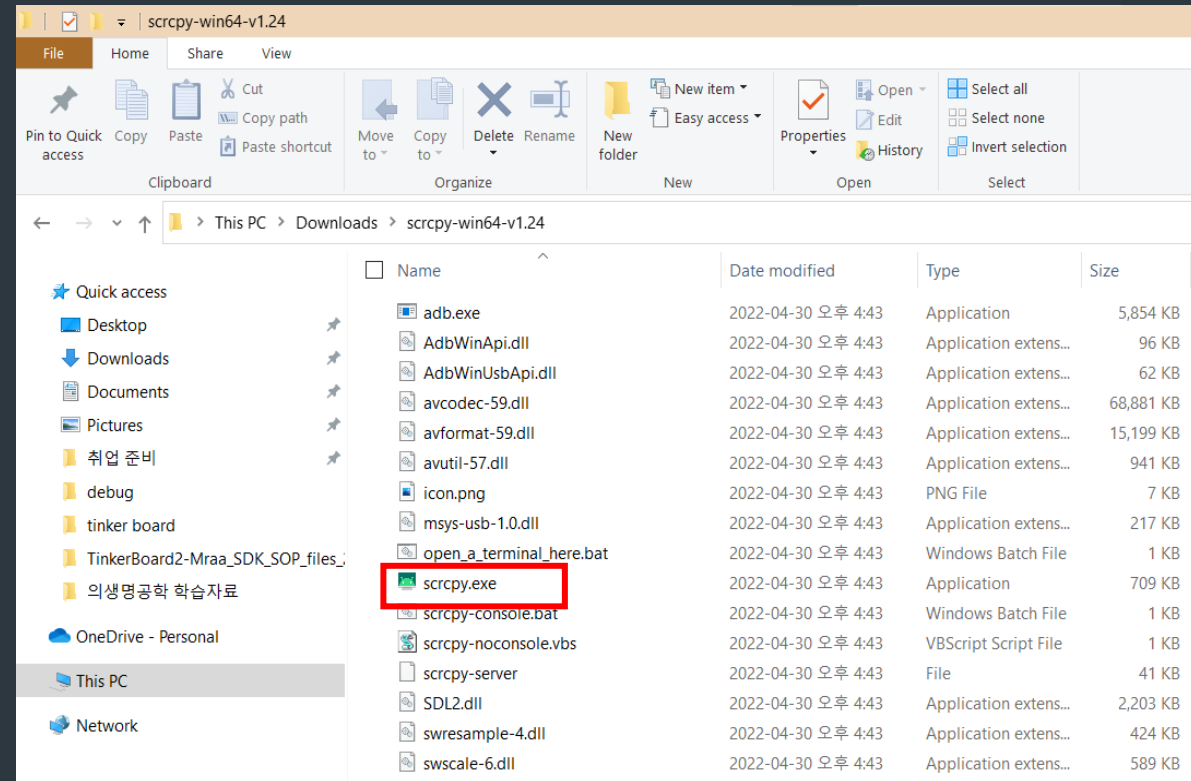 scrcpy-win64-v1.24
File Home Share View
Pin to Quick access
Copy
Paste
Cut
Copy path
Paste shortcut
Clipboard
Move to
Copy to
Delete
Rename
Organize
New folder
New item
Easy access
New
Properties
Open
Edit
History
Open
Select all
Select none
Invert selection
Select
This PC > Downloads > scrcpy-win64-v1.24
Quick access
Desktop
Downloads
Documents
Pictures
취업 준비
debug
tinker board
TinkerBoard2-Mraa_SDK_SOP_files_
의생명공학 학습자료
OneDrive - Personal
This PC
Network
Name Date modified Type Size
adb.exe 2022-04-30 오후 4:43 Application 5,854 KB
AdbWinApi.dll 2022-04-30 오후 4:43 Application extens... 96 KB
AdbWinUsbApi.dll 2022-04-30 오후 4:43 Application extens... 62 KB
avcodec-59.dll 2022-04-30 오후 4:43 Application extens... 68,881 KB
avformat-59.dll 2022-04-30 오후 4:43 Application extens... 15,199 KB
avutil-57.dll 2022-04-30 오후 4:43 Application extens... 941 KB
icon.png 2022-04-30 오후 4:43 PNG File 7 KB
msys-usb-1.0.dll 2022-04-30 오후 4:43 Application extens... 217 KB
open_a_terminal_here.bat 2022-04-30 오후 4:43 Windows Batch File 1 KB
scrcpy.exe 2022-04-30 오후 4:43 Application 709 KB
scrcpy-console.bat 2022-04-30 오후 4:43 Windows Batch File 1 KB
scrcpy-noconsole.vbs 2022-04-30 오후 4:43 VBScript Script File 1 KB
scrcpy-server 2022-04-30 오후 4:43 File 41 KB
SDL2.dll 2022-04-30 오후 4:43 Application extens... 2,203 KB
swresample-4.dll 2022-04-30 오후 4:43 Application extens... 424 KB
swscale-6.dll 2022-04-30 오후 4:43 Application extens... 589 KB